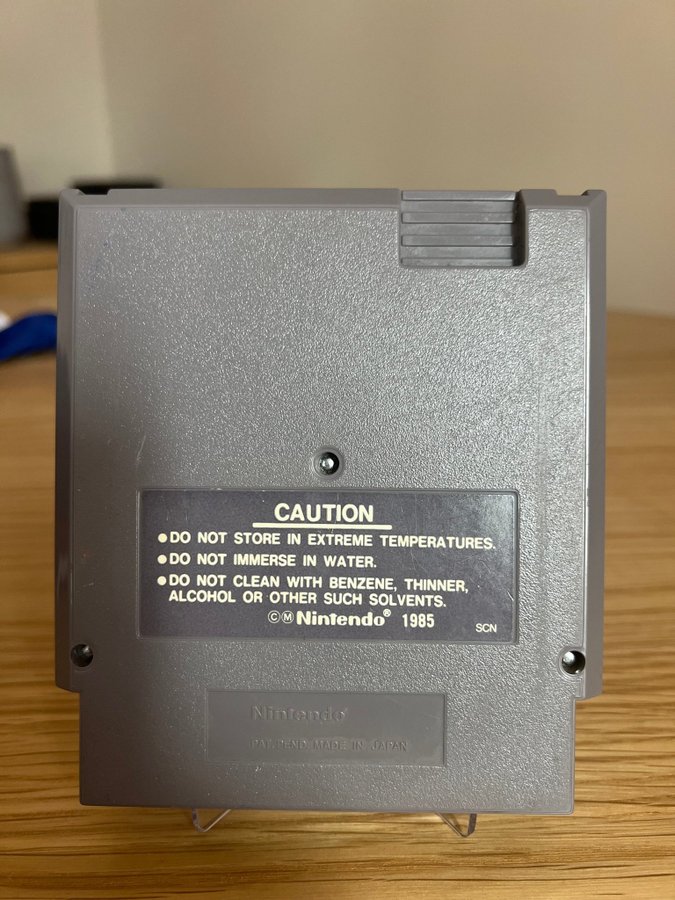 CAUTION
●DO NOT STORE IN EXTREME TEMPERATURES.
●DO NOT IMMERSE IN WATER.
●DO NOT CLEAN WITH BENZENE, THINNER,
ALCOHOL OR OTHER SUCH SOLVENTS.
©Ⓜ Nintendo® 1985
SCN
Nintendo®
PAT. PEND. MADE IN JAPAN